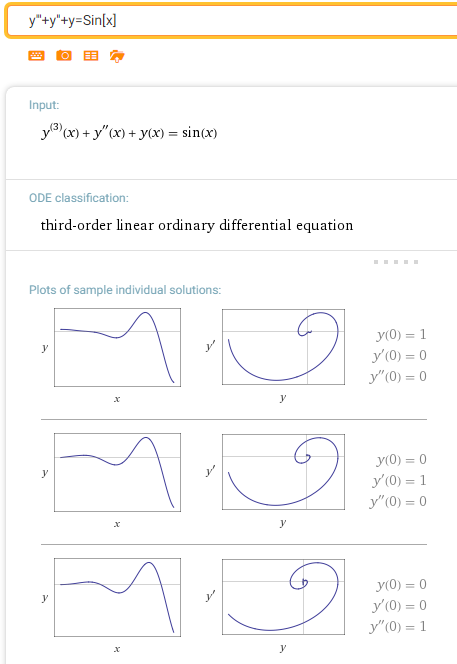 y'''+y''+y=Sin[x]
Input:
y⁽³⁾(x) + y″(x) + y(x) = sin(x)
ODE classification:
third-order linear ordinary differential equation
Plots of sample individual solutions:
y
x
y′
y
y(0) = 1
y′(0) = 0
y″(0) = 0
y
x
y′
y
y(0) = 0
y′(0) = 1
y″(0) = 0
y
x
y′
y
y(0) = 0
y′(0) = 0
y″(0) = 1